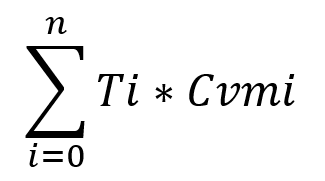 n
∑ Ti * Cvmi
i=0